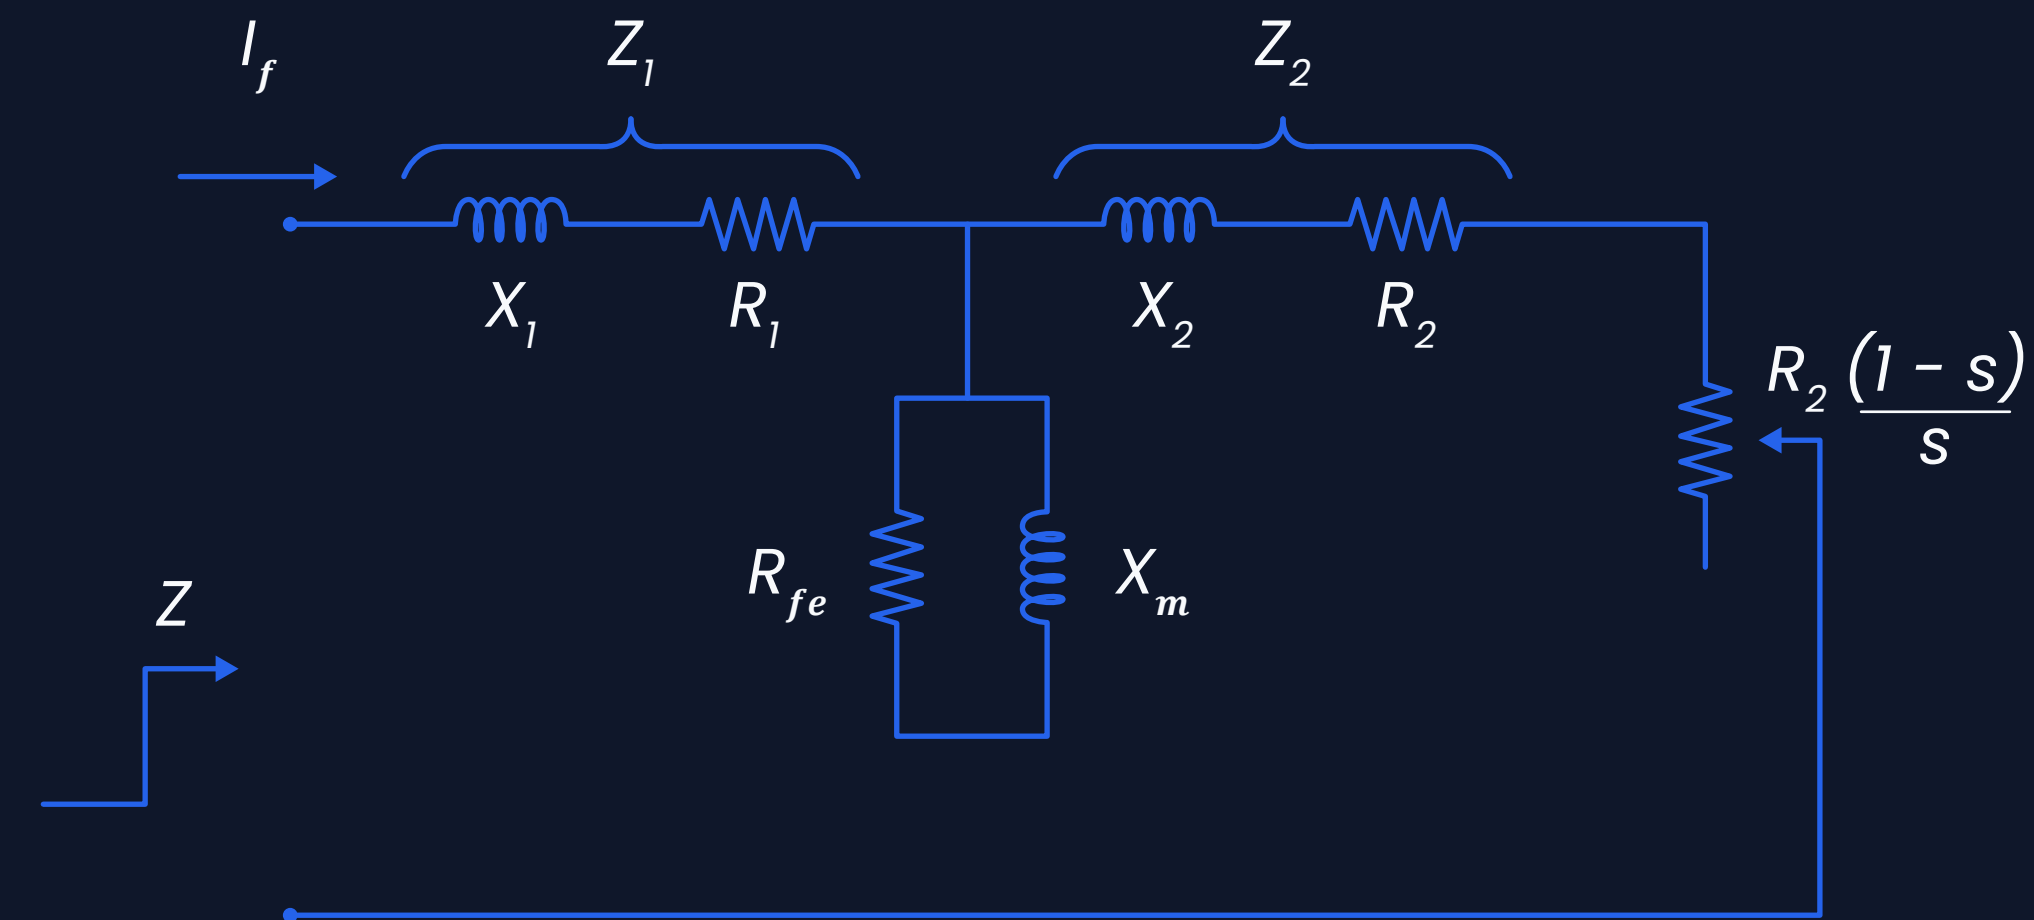 I_f
Z_1
Z_2
X_1
R_1
X_2
R_2
R_2 (1 - s)
s
R_fe
X_m
Z